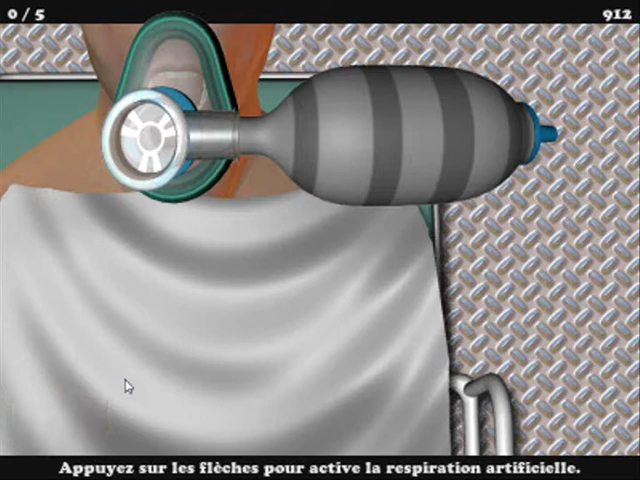 0 / 5
912
Appuyez sur les flèches pour active la respiration artificielle.